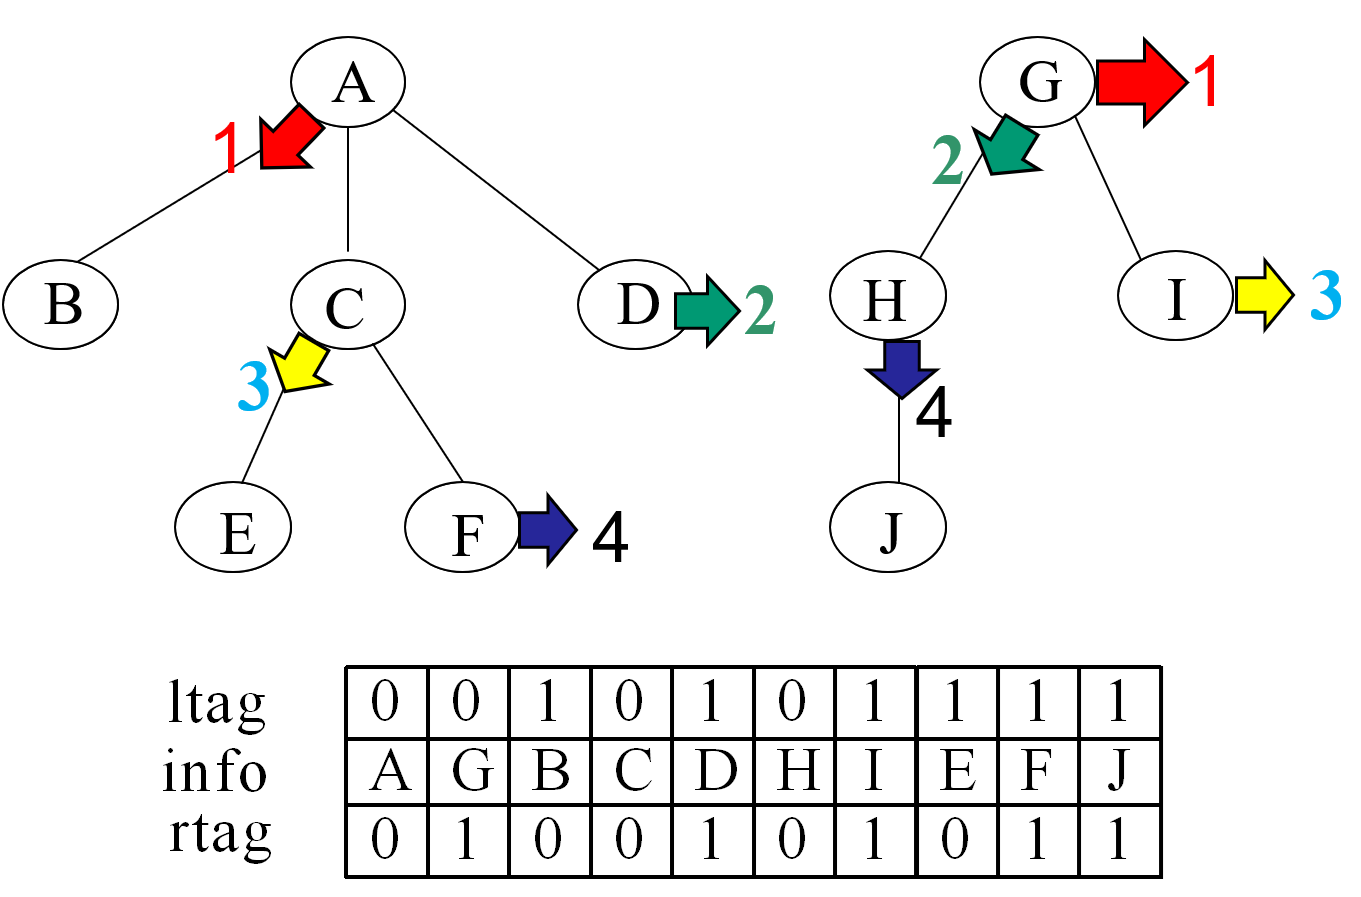 A
G
1
1
2
B
C
D
2
H
I
3
3
4
E
F
4
J
ltag 0 0 1 0 1 0 1 1 1 1
info A G B C D H I E F J
rtag 0 1 0 0 1 0 1 0 1 1